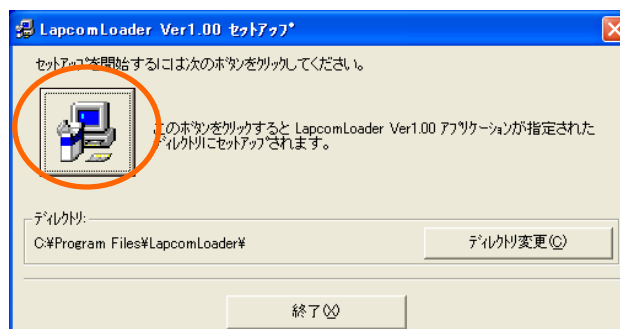 LapcomLoader Ver1.00 ｾｯﾄｱｯﾌﾟ
ｾｯﾄｱｯﾌﾟを開始するには次のﾎﾞﾀﾝをｸﾘｯｸしてください。
このﾎﾞﾀﾝをｸﾘｯｸすると LapcomLoader Ver1.00 ｱﾌﾟﾘｹｰｼｮﾝが指定された
ﾃﾞｨﾚｸﾄﾘにｾｯﾄｱｯﾌﾟされます。
ﾃﾞｨﾚｸﾄﾘ:
C:¥Program Files¥LapcomLoader¥
ﾃﾞｨﾚｸﾄﾘ変更(C)
終了(X)